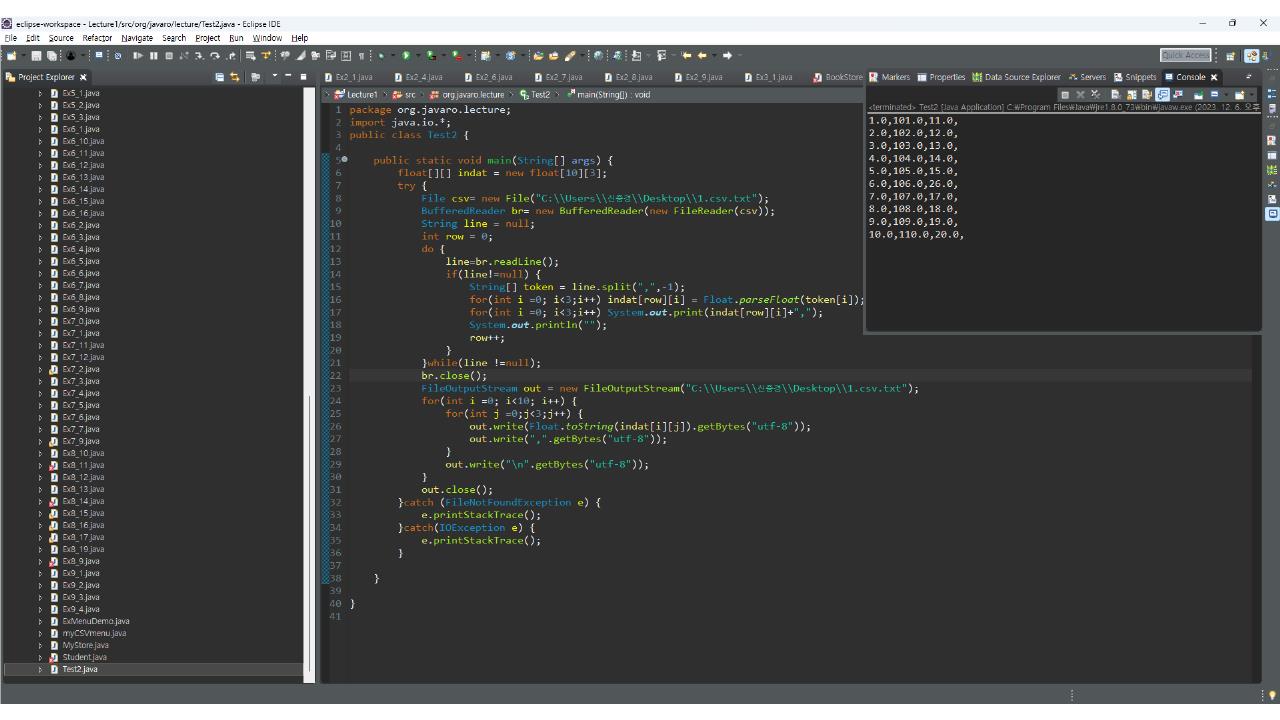 eclipse-workspace - Lecture1/src/org/javaro/lecture/Test2.java - Eclipse IDE
File Edit Source Refactor Navigate Search Project Run Window Help
Quick Access
Project Explorer
Ex5_1.java
Ex5_2.java
Ex5_3.java
Ex6_1.java
Ex6_10.java
Ex6_11.java
Ex6_12.java
Ex6_13.java
Ex6_14.java
Ex6_15.java
Ex6_16.java
Ex6_2.java
Ex6_3.java
Ex6_4.java
Ex6_5.java
Ex6_6.java
Ex6_7.java
Ex6_8.java
Ex6_9.java
Ex7_0.java
Ex7_1.java
Ex7_11.java
Ex7_12.java
Ex7_2.java
Ex7_3.java
Ex7_4.java
Ex7_5.java
Ex7_6.java
Ex7_7.java
Ex7_9.java
Ex8_10.java
Ex8_11.java
Ex8_12.java
Ex8_13.java
Ex8_14.java
Ex8_15.java
Ex8_16.java
Ex8_17.java
Ex8_19.java
Ex8_9.java
Ex9_1.java
Ex9_2.java
Ex9_3.java
Ex9_4.java
ExMenuDemo.java
myCSVmenu.java
MyStore.java
Student.java
Test2.java
Ex2_1.java Ex2_4.java Ex2_6.java Ex2_7.java Ex2_8.java Ex2_9.java Ex3_1.java BookStore
Lecture1 src org.javaro.lecture Test2 main(String[]) : void
1 package org.javaro.lecture;
2 import java.io.*;
3 public class Test2 {
4
5 public static void main(String[] args) {
6 float[][] indat = new float[10][3];
7 try {
8 File csv= new File("C:\\Users\\신중경\\Desktop\\1.csv.txt");
9 BufferedReader br= new BufferedReader(new FileReader(csv));
10 String line = null;
11 int row = 0;
12 do {
13 line=br.readLine();
14 if(line!=null) {
15 String[] token = line.split(",",-1);
16 for(int i =0; i<3;i++) indat[row][i] = Float.parseFloat(token[i]);
17 for(int i =0; i<3;i++) System.out.print(indat[row][i]+",");
18 System.out.println("");
19 row++;
20 }
21 }while(line !=null);
22 br.close();
23 FileOutputStream out = new FileOutputStream("C:\\Users\\신중경\\Desktop\\1.csv.txt");
24 for(int i =0; i<10; i++) {
25 for(int j =0;j<3;j++) {
26 out.write(Float.toString(indat[i][j]).getBytes("utf-8"));
27 out.write(",".getBytes("utf-8"));
28 }
29 out.write("\n".getBytes("utf-8"));
30 }
31 out.close();
32 }catch (FileNotFoundException e) {
33 e.printStackTrace();
34 }catch(IOException e) {
35 e.printStackTrace();
36 }
37
38 }
39
40 }
41
Markers Properties Data Source Explorer Servers Snippets Console
<terminated> Test2 [Java Application] C:₩Program Files₩Java₩jre1.8.0_73₩bin₩javaw.exe (2023. 12. 6. 오후
1.0,101.0,11.0,
2.0,102.0,12.0,
3.0,103.0,13.0,
4.0,104.0,14.0,
5.0,105.0,15.0,
6.0,106.0,26.0,
7.0,107.0,17.0,
8.0,108.0,18.0,
9.0,109.0,19.0,
10.0,110.0,20.0,